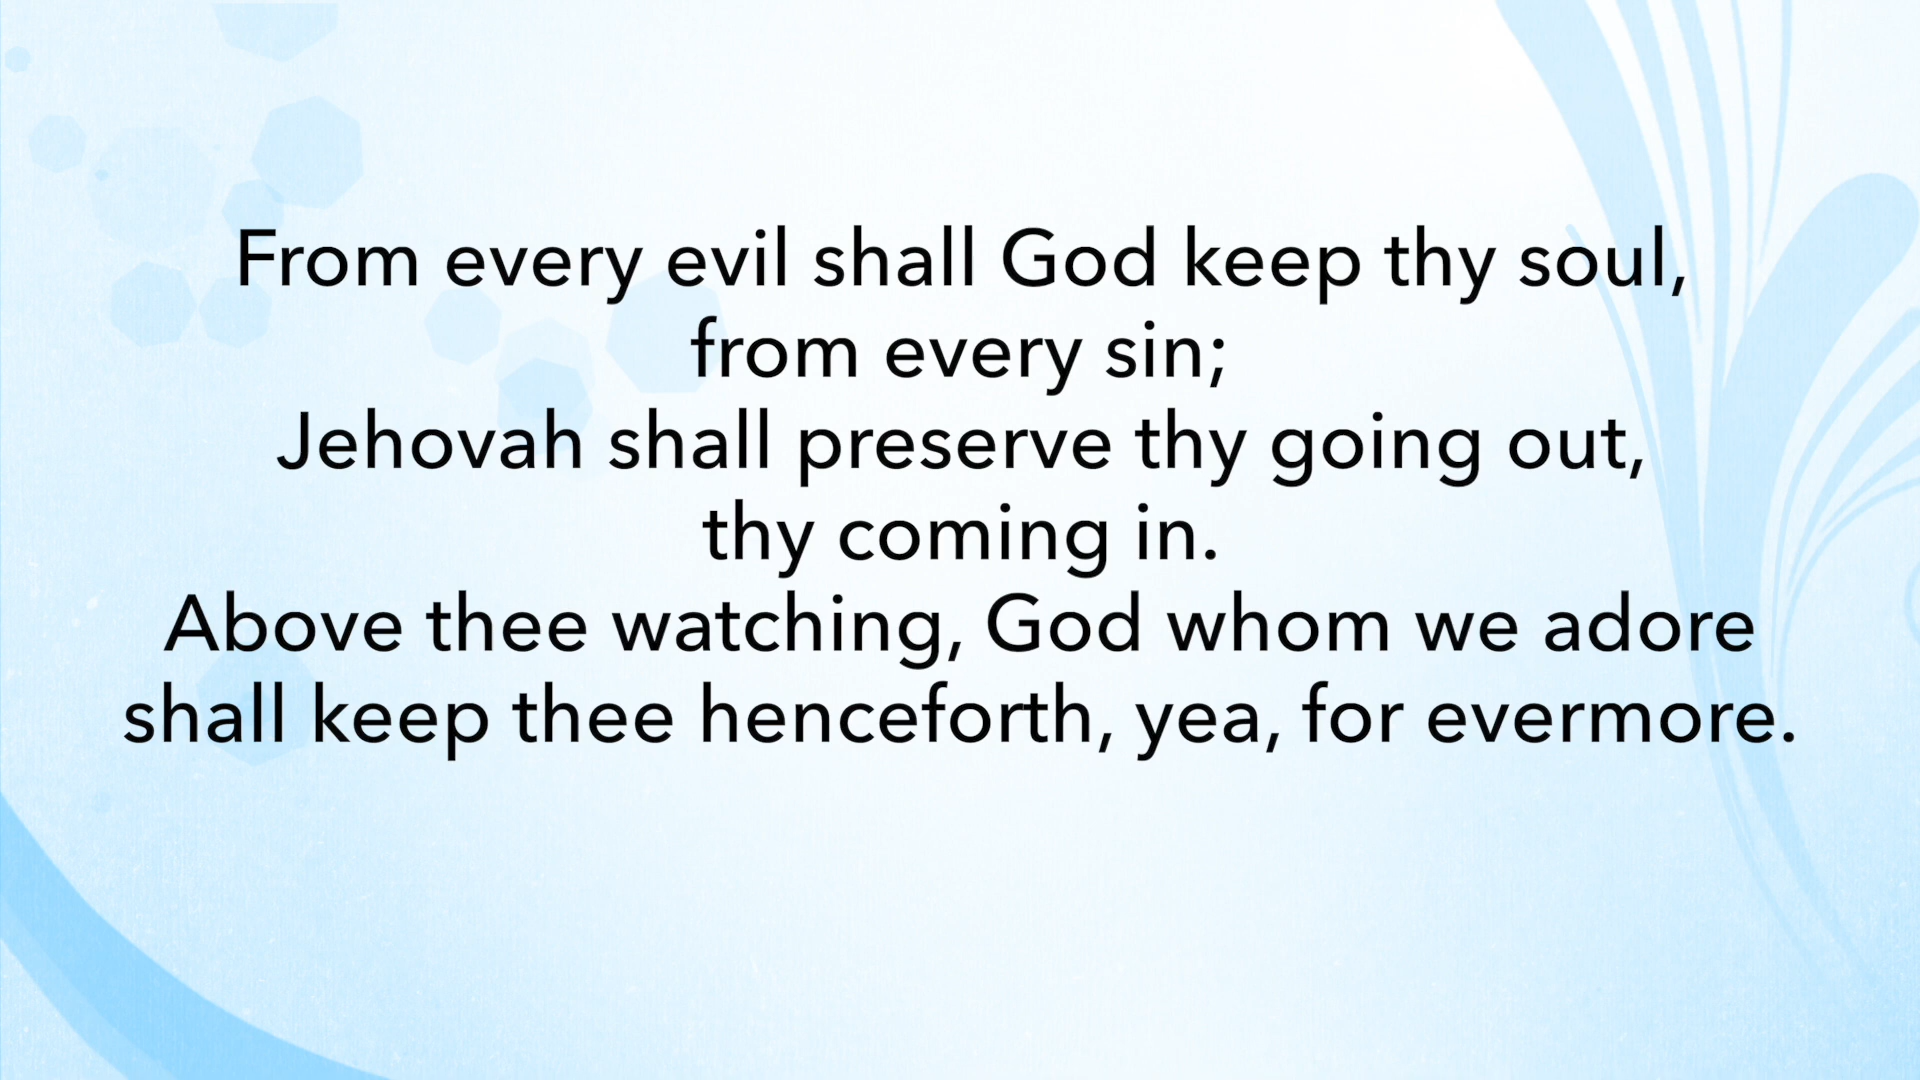 From every evil shall God keep thy soul,
from every sin;
Jehovah shall preserve thy going out,
thy coming in.
Above thee watching, God whom we adore
shall keep thee henceforth, yea, for evermore.